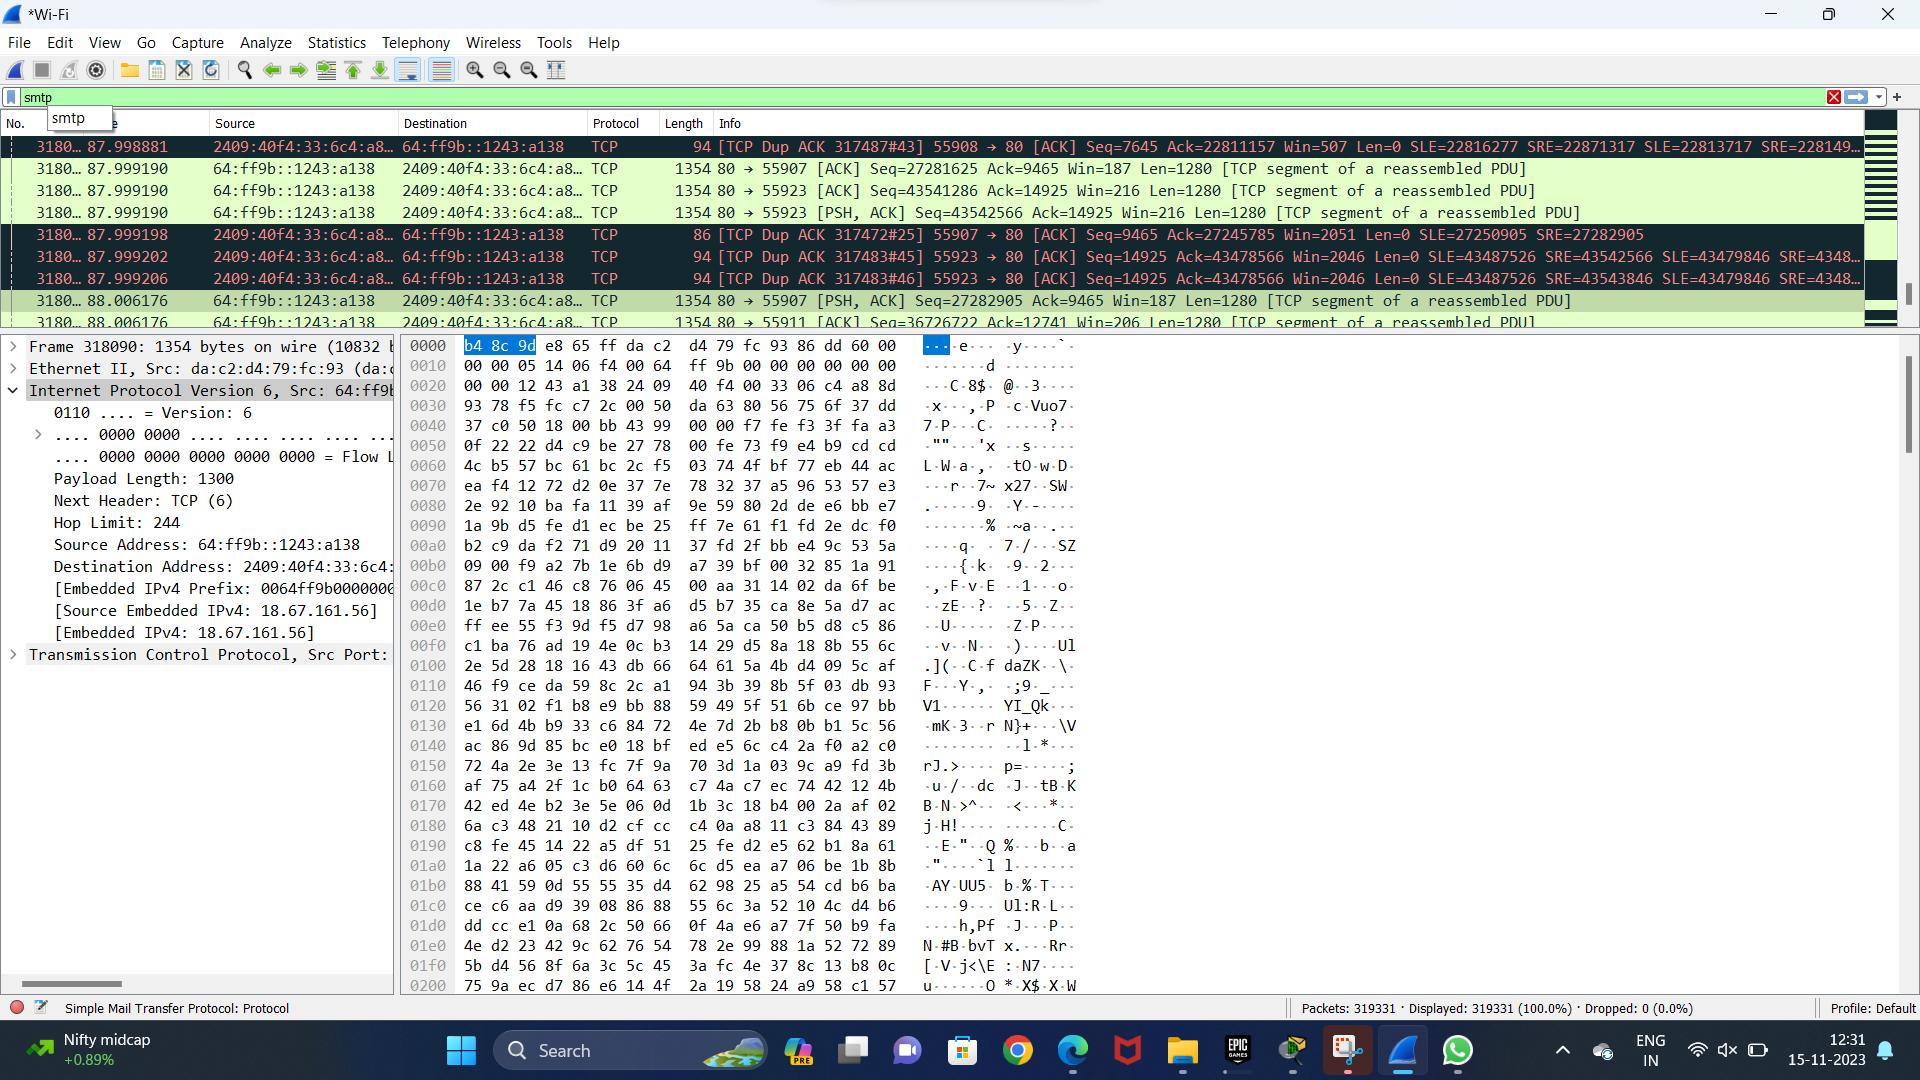 *Wi-Fi
File Edit View Go Capture Analyze Statistics Telephony Wireless Tools Help
smtp
smtp
No. Source Destination Protocol Length Info
3180… 87.998881 2409:40f4:33:6c4:a8… 64:ff9b::1243:a138 TCP 94 [TCP Dup ACK 317487#43] 55908 → 80 [ACK] Seq=7645 Ack=22811157 Win=507 Len=0 SLE=22816277 SRE=22871317 SLE=22813717 SRE=228149…
3180… 87.999190 64:ff9b::1243:a138 2409:40f4:33:6c4:a8… TCP 1354 80 → 55907 [ACK] Seq=27281625 Ack=9465 Win=187 Len=1280 [TCP segment of a reassembled PDU]
3180… 87.999190 64:ff9b::1243:a138 2409:40f4:33:6c4:a8… TCP 1354 80 → 55923 [ACK] Seq=43541286 Ack=14925 Win=216 Len=1280 [TCP segment of a reassembled PDU]
3180… 87.999190 64:ff9b::1243:a138 2409:40f4:33:6c4:a8… TCP 1354 80 → 55923 [PSH, ACK] Seq=43542566 Ack=14925 Win=216 Len=1280 [TCP segment of a reassembled PDU]
3180… 87.999198 2409:40f4:33:6c4:a8… 64:ff9b::1243:a138 TCP 86 [TCP Dup ACK 317472#25] 55907 → 80 [ACK] Seq=9465 Ack=27245785 Win=2051 Len=0 SLE=27250905 SRE=27282905
3180… 87.999202 2409:40f4:33:6c4:a8… 64:ff9b::1243:a138 TCP 94 [TCP Dup ACK 317483#45] 55923 → 80 [ACK] Seq=14925 Ack=43478566 Win=2046 Len=0 SLE=43487526 SRE=43542566 SLE=43479846 SRE=4348…
3180… 87.999206 2409:40f4:33:6c4:a8… 64:ff9b::1243:a138 TCP 94 [TCP Dup ACK 317483#46] 55923 → 80 [ACK] Seq=14925 Ack=43478566 Win=2046 Len=0 SLE=43487526 SRE=43543846 SLE=43479846 SRE=4348…
3180… 88.006176 64:ff9b::1243:a138 2409:40f4:33:6c4:a8… TCP 1354 80 → 55907 [PSH, ACK] Seq=27282905 Ack=9465 Win=187 Len=1280 [TCP segment of a reassembled PDU]
3180… 88.006176 64:ff9b::1243:a138 2409:40f4:33:6c4:a8… TCP 1354 80 → 55911 [ACK] Seq=36726722 Ack=12741 Win=206 Len=1280 [TCP segment of a reassembled PDU]
Frame 318090: 1354 bytes on wire (10832 b
Ethernet II, Src: da:c2:d4:79:fc:93 (da:c
Internet Protocol Version 6, Src: 64:ff9b
0110 .... = Version: 6
.... 0000 0000 .... .... .... .... ...
.... 0000 0000 0000 0000 0000 = Flow L
Payload Length: 1300
Next Header: TCP (6)
Hop Limit: 244
Source Address: 64:ff9b::1243:a138
Destination Address: 2409:40f4:33:6c4:
[Embedded IPv4 Prefix: 0064ff9b0000000
[Source Embedded IPv4: 18.67.161.56]
[Embedded IPv4: 18.67.161.56]
Transmission Control Protocol, Src Port:
0000 b4 8c 9d e8 65 ff da c2 d4 79 fc 93 86 dd 60 00 ····e··· ·y····`·
0010 00 00 05 14 06 f4 00 64 ff 9b 00 00 00 00 00 00 ·······d ········
0020 00 00 12 43 a1 38 24 09 40 f4 00 33 06 c4 a8 8d ···C·8$· @··3····
0030 93 78 f5 fc c7 2c 00 50 da 63 80 56 75 6f 37 dd ·x···,·P ·c·Vuo7·
0040 37 c0 50 18 00 bb 43 99 00 00 f7 fe f3 3f fa a3 7·P···C· ·····?··
0050 0f 22 22 d4 c9 be 27 78 00 fe 73 f9 e4 b9 cd cd ·""···'x ··s·····
0060 4c b5 57 bc 61 bc 2c f5 03 74 4f bf 77 eb 44 ac L·W·a·,· ·tO·w·D·
0070 ea f4 12 72 d2 0e 37 7e 78 32 37 a5 96 53 57 e3 ···r··7~ x27··SW·
0080 2e 92 10 ba fa 11 39 af 9e 59 80 2d de e6 bb e7 .·····9· ·Y·-····
0090 1a 9b d5 fe d1 ec be 25 ff 7e 61 f1 fd 2e dc f0 ·······% ·~a··.··
00a0 b2 c9 da f2 71 d9 20 11 37 fd 2f bb e4 9c 53 5a ····q· · 7·/···SZ
00b0 09 00 f9 a2 7b 1e 6b d9 a7 39 bf 00 32 85 1a 91 ····{·k· ·9··2···
00c0 87 2c c1 46 c8 76 06 45 00 aa 31 14 02 da 6f be ·,·F·v·E ··1···o·
00d0 1e b7 7a 45 18 86 3f a6 d5 b7 35 ca 8e 5a d7 ac ··zE··?· ··5··Z··
00e0 ff ee 55 f3 9d f5 d7 98 a6 5a ca 50 b5 d8 c5 86 ··U····· ·Z·P····
00f0 c1 ba 76 ad 19 4e 0c b3 14 29 d5 8a 18 8b 55 6c ··v··N·· ·)····Ul
0100 2e 5d 28 18 16 43 db 66 64 61 5a 4b d4 09 5c af .](··C·f daZK··\·
0110 46 f9 ce da 59 8c 2c a1 94 3b 39 8b 5f 03 db 93 F···Y·,· ·;9·_···
0120 56 31 02 f1 b8 e9 bb 88 59 49 5f 51 6b ce 97 bb V1······ YI_Qk···
0130 e1 6d 4b b9 33 c6 84 72 4e 7d 2b b8 0b b1 5c 56 ·mK·3··r N}+···\V
0140 ac 86 9d 85 bc e0 18 bf ed e5 6c c4 2a f0 a2 c0 ········ ··l·*···
0150 72 4a 2e 3e 13 fc 7f 9a 70 3d 1a 03 9c a9 fd 3b rJ.>···· p=·····;
0160 af 75 a4 2f 1c b0 64 63 c7 4a c7 ec 74 42 12 4b ·u·/··dc ·J··tB·K
0170 42 ed 4e b2 3e 5e 06 0d 1b 3c 18 b4 00 2a af 02 B·N·>^·· ·<···*··
0180 6a c3 48 21 10 d2 cf cc c4 0a a8 11 c3 84 43 89 j·H!···· ······C·
0190 c8 fe 45 14 22 a5 df 51 25 fe d2 e5 62 b1 8a 61 ··E·"··Q %···b··a
01a0 1a 22 a6 05 c3 d6 60 6c 6c d5 ea a7 06 be 1b 8b ·"····`l l·······
01b0 88 41 59 0d 55 55 35 d4 62 98 25 a5 54 cd b6 ba ·AY·UU5· b·%·T···
01c0 ce c6 aa d9 39 08 86 88 55 6c 3a 52 10 4c d4 b6 ····9··· Ul:R·L··
01d0 dd cc e1 0a 68 2c 50 66 0f 4a e6 a7 7f 50 b9 fa ····h,Pf ·J···P··
01e0 4e d2 23 42 9c 62 76 54 78 2e 99 88 1a 52 72 89 N·#B·bvT x.···Rr·
01f0 5b d4 56 8f 6a 3c 5c 45 3a fc 4e 37 8c 13 b8 0c [·V·j<\E :·N7····
0200 75 9a ec d7 86 e6 14 4f 2a 19 58 24 a9 58 c1 57 u······O *·X$·X·W
Simple Mail Transfer Protocol: Protocol Packets: 319331 · Displayed: 319331 (100.0%) · Dropped: 0 (0.0%) Profile: Default
Nifty midcap
+0.89%
Search
PRE
EPIC
GAMES
ENG
IN
12:31
15-11-2023